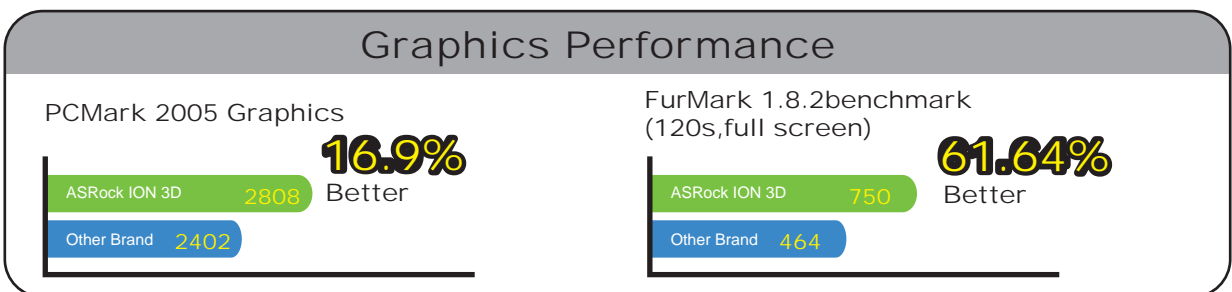 Graphics Performance
PCMark 2005 Graphics
16.9%
Better
ASRock ION 3D 2808
Other Brand 2402
FurMark 1.8.2benchmark
(120s,full screen)
61.64%
Better
ASRock ION 3D 750
Other Brand 464